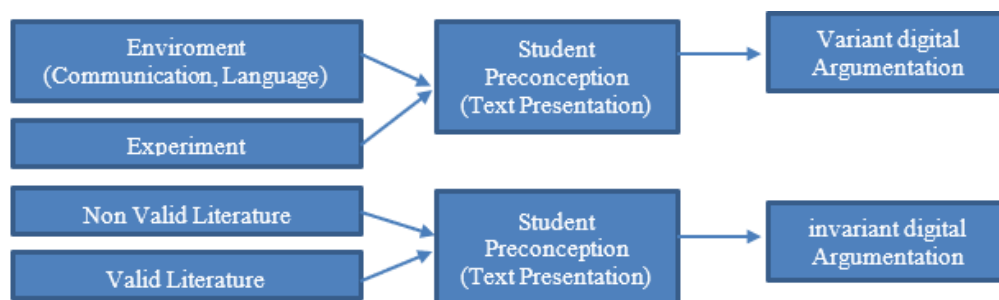 Enviroment
(Communication, Language)
Experiment
Student
Preconception
(Text Presentation)
Variant digital
Argumentation
Non Valid Literature
Valid Literature
Student
Preconception
(Text Presentation)
invariant digital
Argumentation